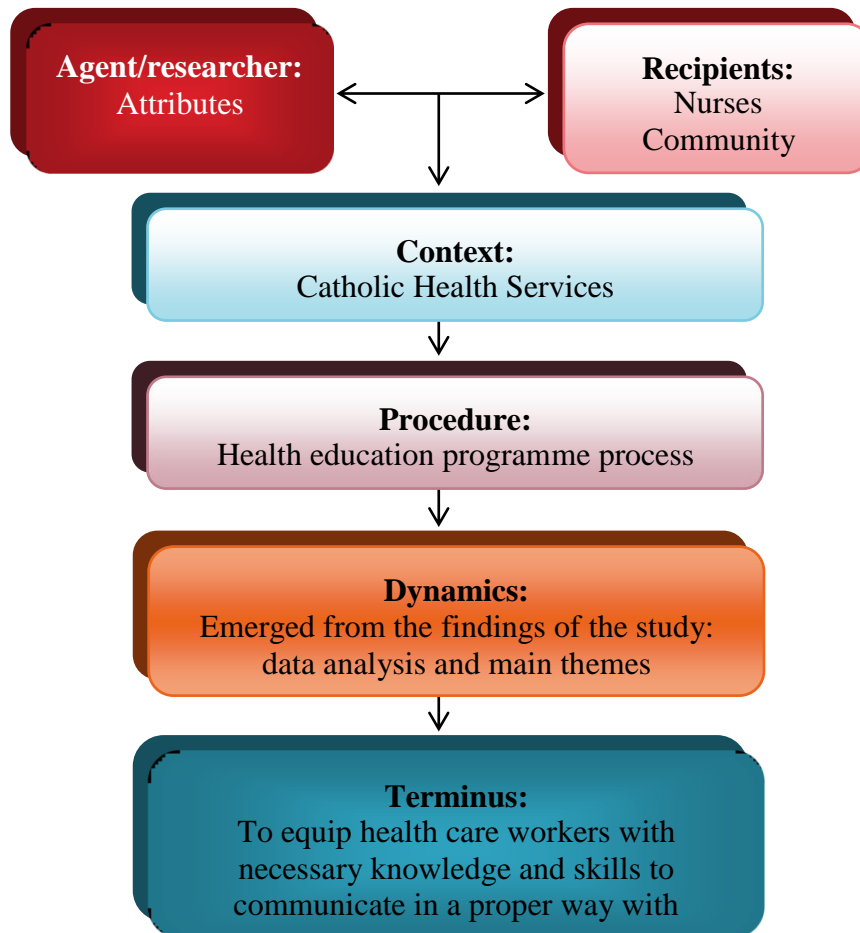 Agent/researcher:
Attributes
Recipients:
Nurses
Community
Context:
Catholic Health Services
Procedure:
Health education programme process
Dynamics:
Emerged from the findings of the study:
data analysis and main themes
Terminus:
To equip health care workers with
necessary knowledge and skills to
communicate in a proper way with